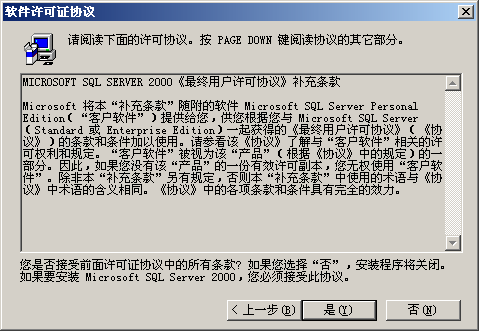 软件许可证协议
请阅读下面的许可协议。按 PAGE DOWN 键阅读协议的其它部分。
MICROSOFT SQL SERVER 2000《最终用户许可协议》补充条款
Microsoft 将本“补充条款”随附的软件 Microsoft SQL Server Personal
Edition(“客户软件”)提供给您,供您根据您与 Microsoft SQL Server
(Standard 或 Enterprise Edition)一起获得的《最终用户许可协议》(《协
议》)的条款和条件加以使用。请参看该《协议》了解与“客户软件”相关的许
可权利和规定。“客户软件”被视为该“产品”(根据《协议》中的规定)的一
部分。因此,如果您没有该“产品”的一份有效许可副本,您无权使用“客户软
件”。除非本“补充条款”另有规定,否则本“补充条款”中使用的术语与《协
议》中术语的含义相同。《协议》中的各项条款和条件具有完全的效力。
您是否接受前面许可证协议中的所有条款?如果您选择“否”,安装程序将关闭。
如果要安装 Microsoft SQL Server 2000,您必须接受此协议。
< 上一步(B) 是(Y) 否(N)